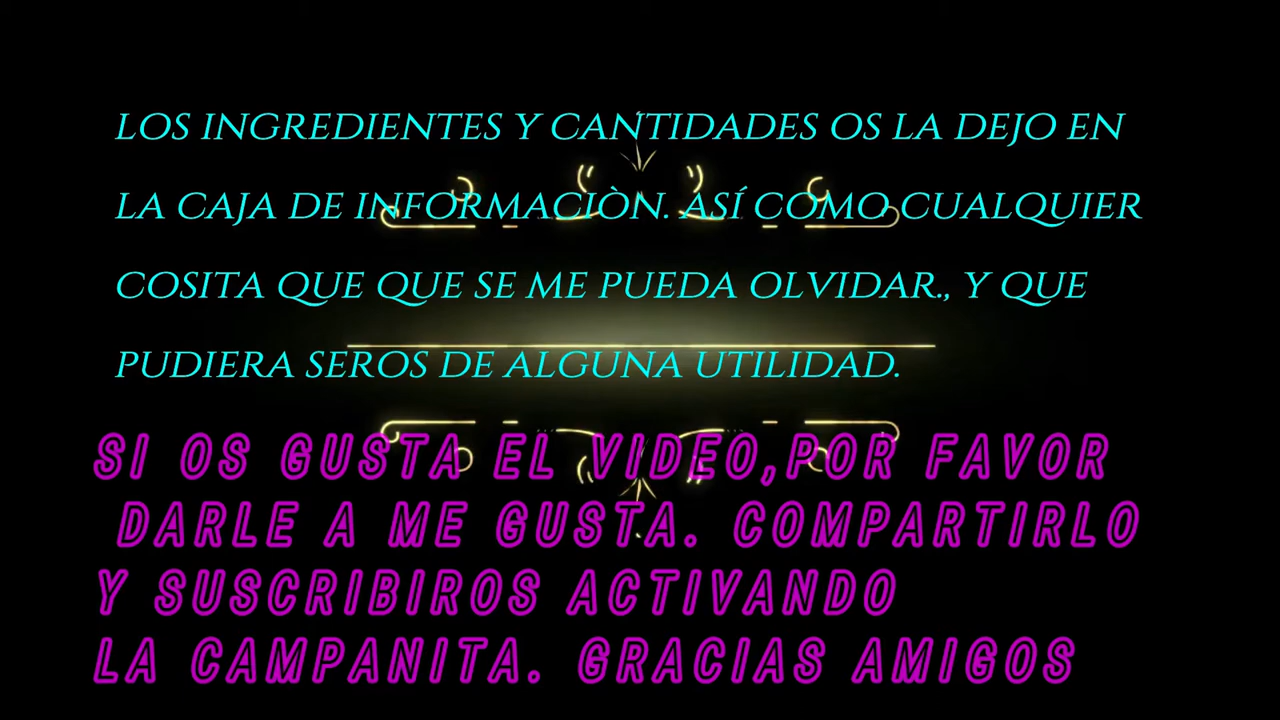 LOS INGREDIENTES Y CANTIDADES OS LA DEJO EN
LA CAJA DE INFORMACIÒN. ASÍ COMO CUALQUIER
COSITA QUE QUE SE ME PUEDA OLVIDAR., Y QUE
PUDIERA SEROS DE ALGUNA UTILIDAD.
SI OS GUSTA EL VIDEO,POR FAVOR
DARLE A ME GUSTA. COMPARTIRLO
Y SUSCRIBIROS ACTIVANDO
LA CAMPANITA. GRACIAS AMIGOS